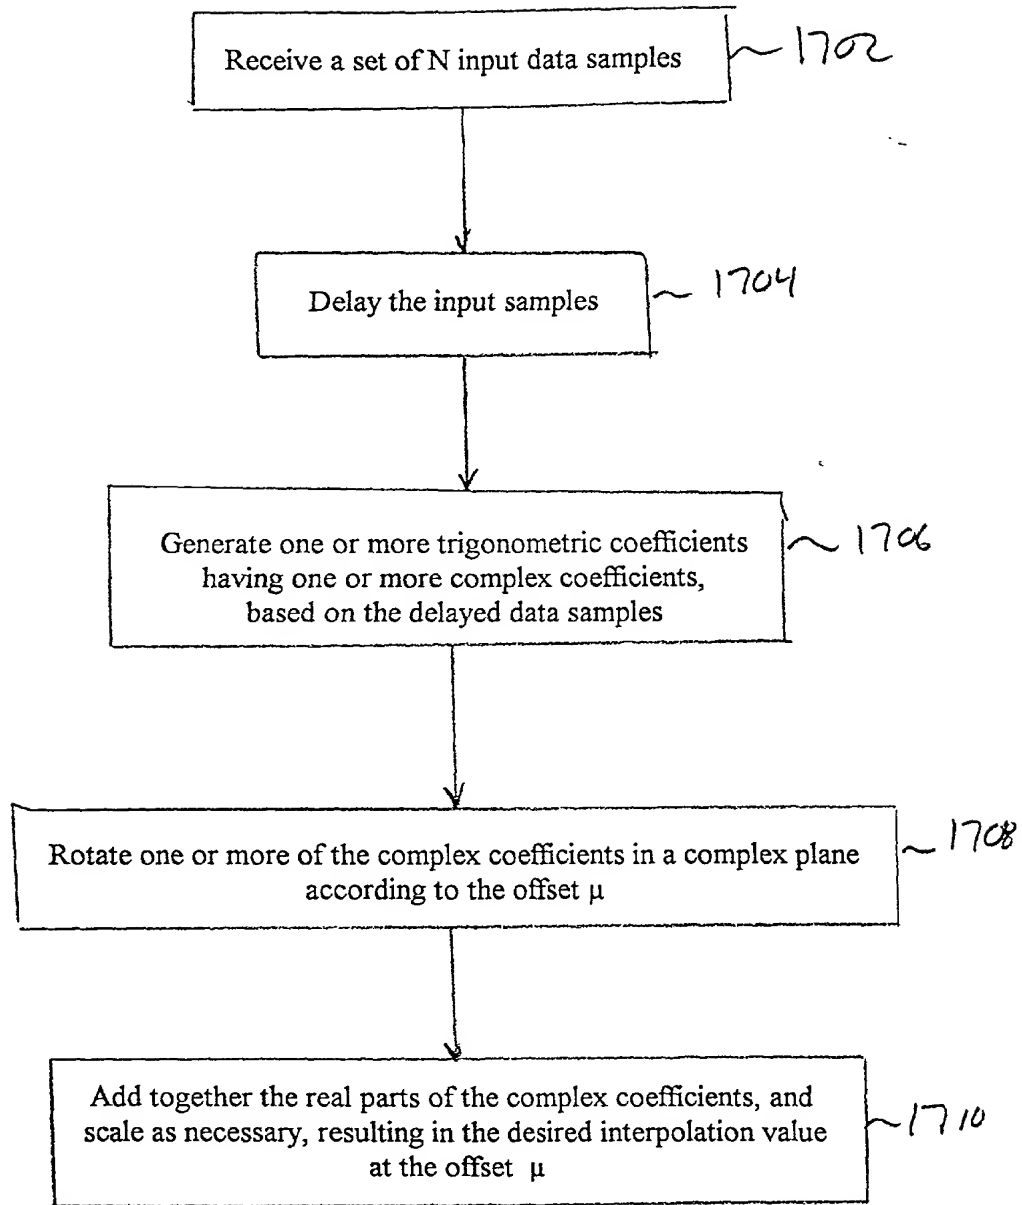 Receive a set of N input data samples
1702
Delay the input samples
1704
Generate one or more trigonometric coefficients
having one or more complex coefficients,
based on the delayed data samples
1706
Rotate one or more of the complex coefficients in a complex plane
according to the offset μ
1708
Add together the real parts of the complex coefficients, and
scale as necessary, resulting in the desired interpolation value
at the offset μ
1710